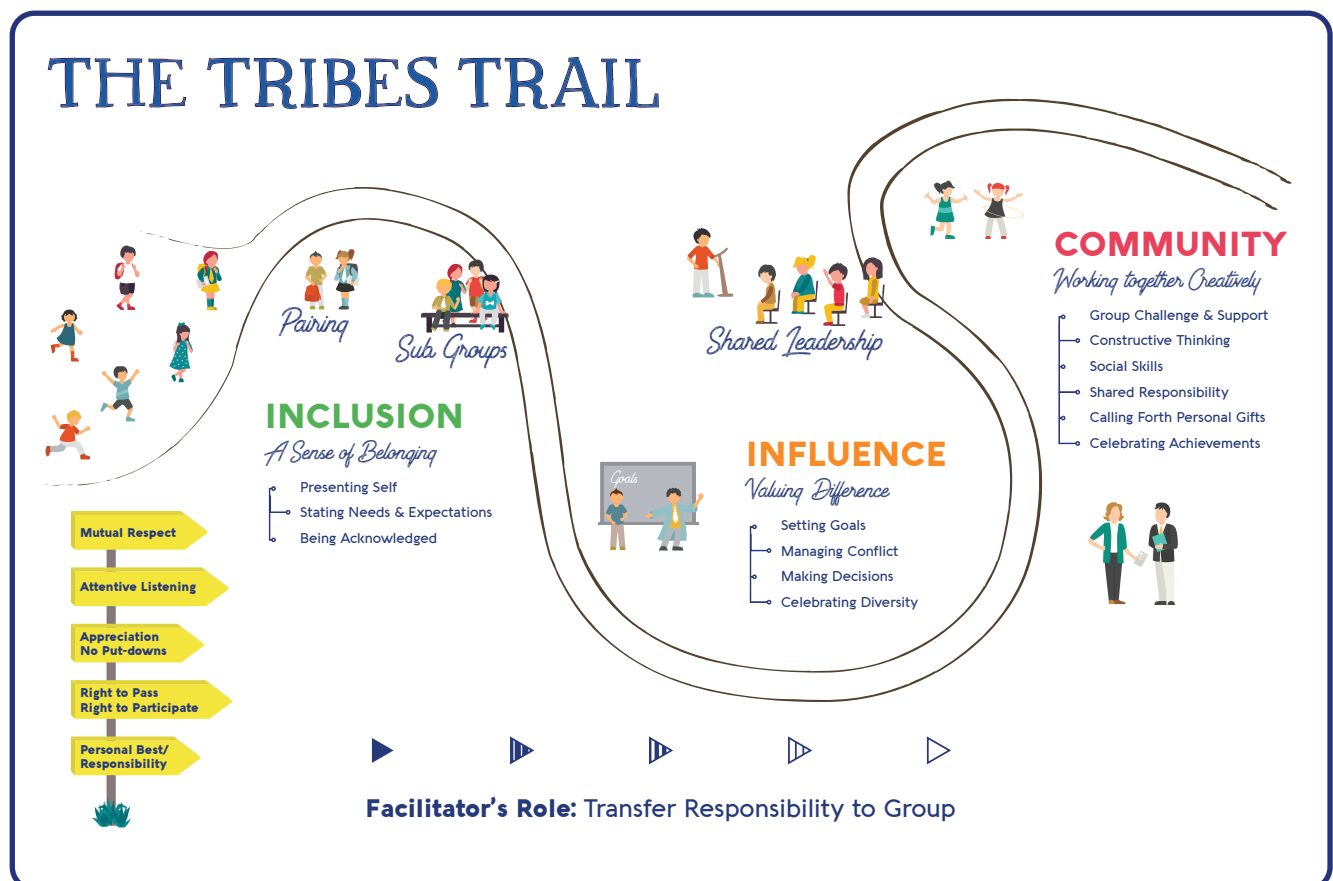 THE TRIBES TRAIL
Pairing
Sub Groups
INCLUSION
A Sense of Belonging
Presenting Self
Stating Needs & Expectations
Being Acknowledged
Mutual Respect
Attentive Listening
Appreciation
No Put-downs
Right to Pass
Right to Participate
Personal Best/
Responsibility
Goals
Shared Leadership
INFLUENCE
Valuing Difference
Setting Goals
Managing Conflict
Making Decisions
Celebrating Diversity
COMMUNITY
Working together Creatively
Group Challenge & Support
Constructive Thinking
Social Skills
Shared Responsibility
Calling Forth Personal Gifts
Celebrating Achievements
Facilitator's Role: Transfer Responsibility to Group